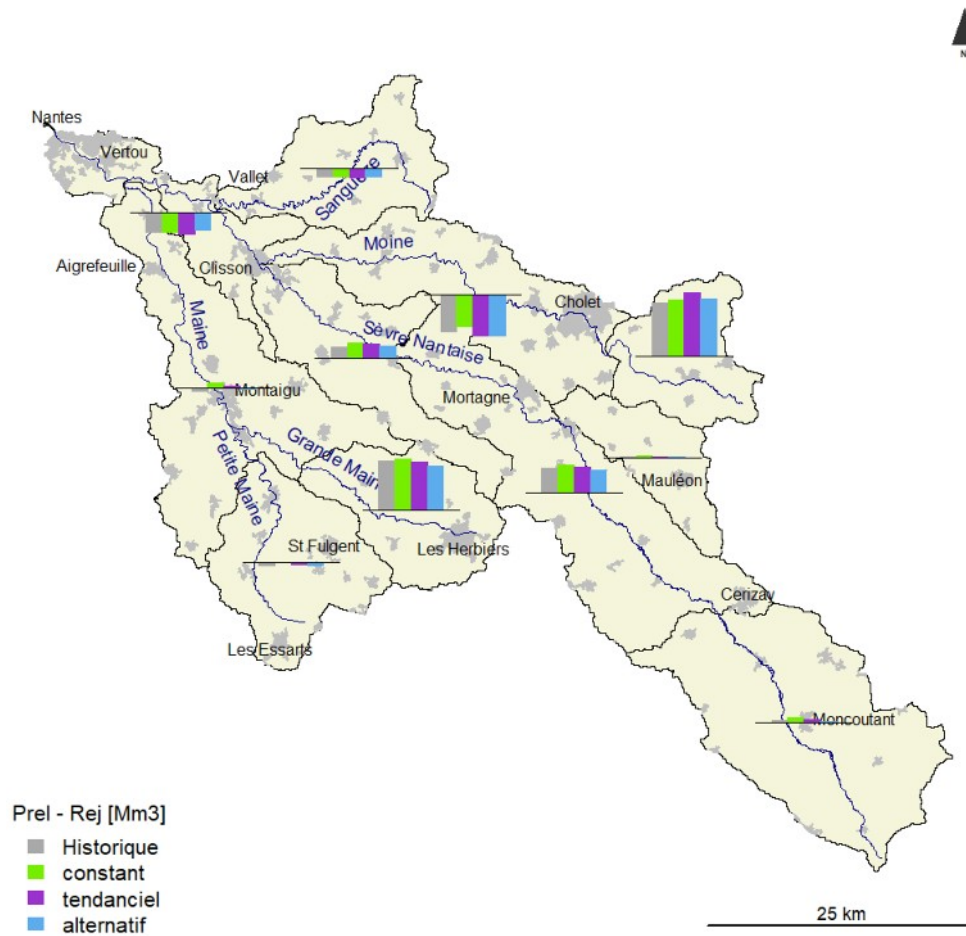 N
Nantes
Vertou
Vallet
Sanguèze
Moine
Aigrefeuille
Clisson
Cholet
Maine
Sèvre Nantaise
Montaigu
Mortagne
Petite Maine
Grande Main
Mauléon
St Fulgent
Les Herbiers
Cerizay
Les Essarts
Moncoutant
Prel - Rej [Mm3]
Historique
constant
tendanciel
alternatif
25 km